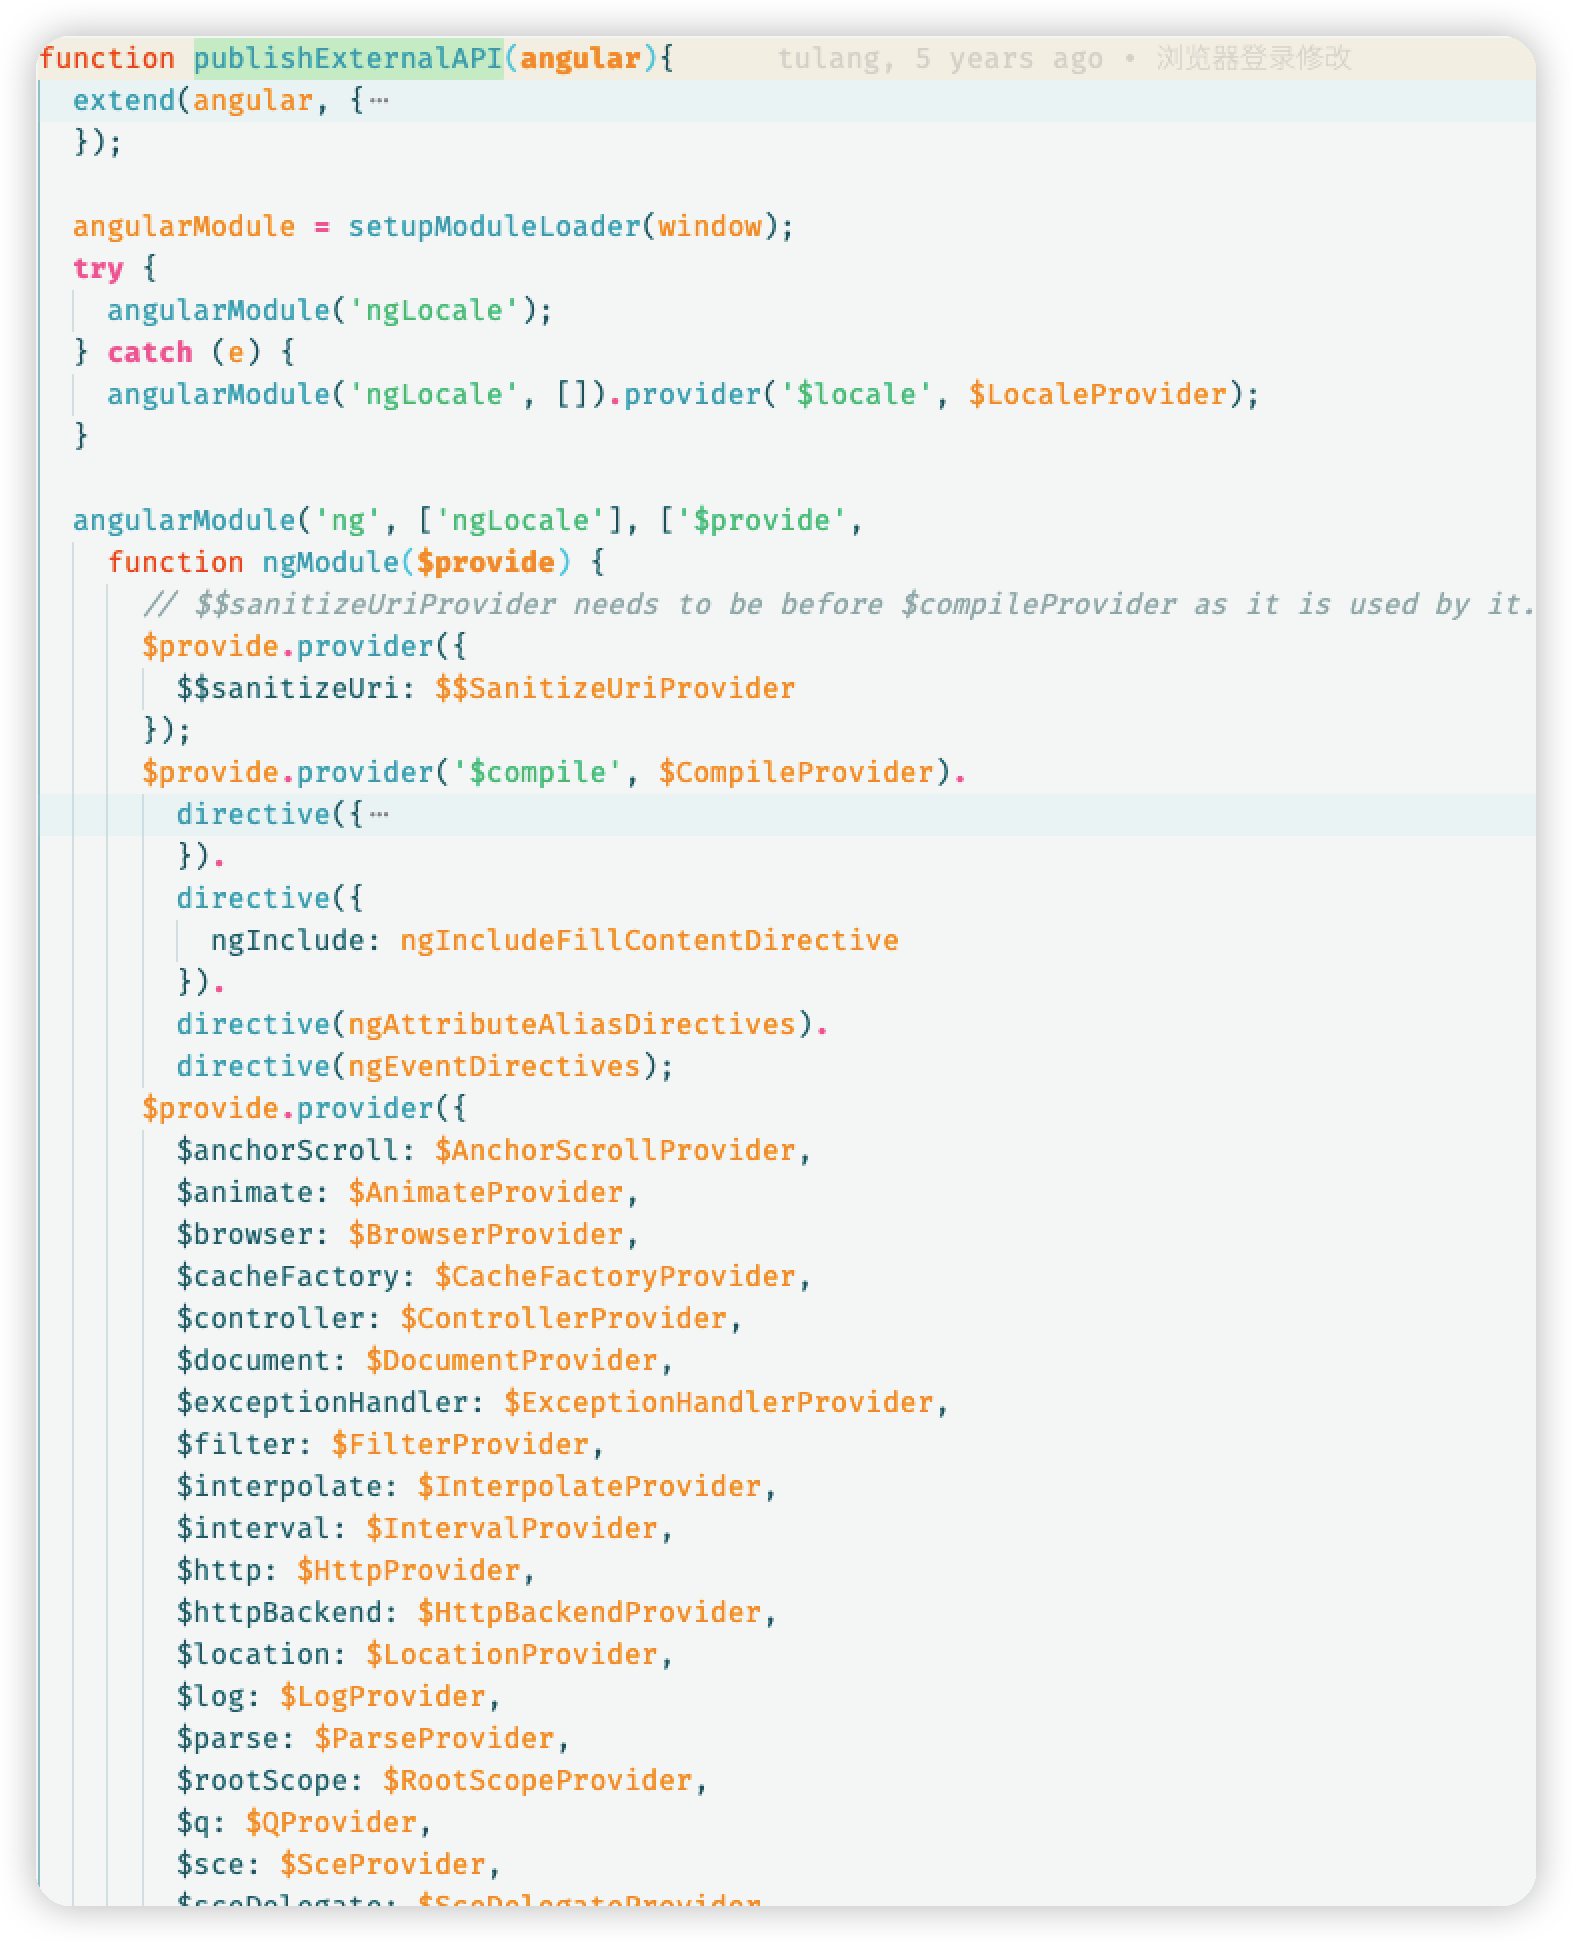 function publishExternalAPI(angular){ tulang, 5 years ago • 浏览器登录修改
extend(angular, {⋯
});
angularModule = setupModuleLoader(window);
try {
angularModule('ngLocale');
} catch (e) {
angularModule('ngLocale', []).provider('$locale', $LocaleProvider);
}
angularModule('ng', ['ngLocale'], ['$provide',
function ngModule($provide) {
// $$sanitizeUriProvider needs to be before $compileProvider as it is used by it.
$provide.provider({
$$sanitizeUri: $$SanitizeUriProvider
});
$provide.provider('$compile', $CompileProvider).
directive({⋯
}).
directive({
ngInclude: ngIncludeFillContentDirective
}).
directive(ngAttributeAliasDirectives).
directive(ngEventDirectives);
$provide.provider({
$anchorScroll: $AnchorScrollProvider,
$animate: $AnimateProvider,
$browser: $BrowserProvider,
$cacheFactory: $CacheFactoryProvider,
$controller: $ControllerProvider,
$document: $DocumentProvider,
$exceptionHandler: $ExceptionHandlerProvider,
$filter: $FilterProvider,
$interpolate: $InterpolateProvider,
$interval: $IntervalProvider,
$http: $HttpProvider,
$httpBackend: $HttpBackendProvider,
$location: $LocationProvider,
$log: $LogProvider,
$parse: $ParseProvider,
$rootScope: $RootScopeProvider,
$q: $QProvider,
$sce: $SceProvider,
$sceDelegate: $SceDelegateProvider